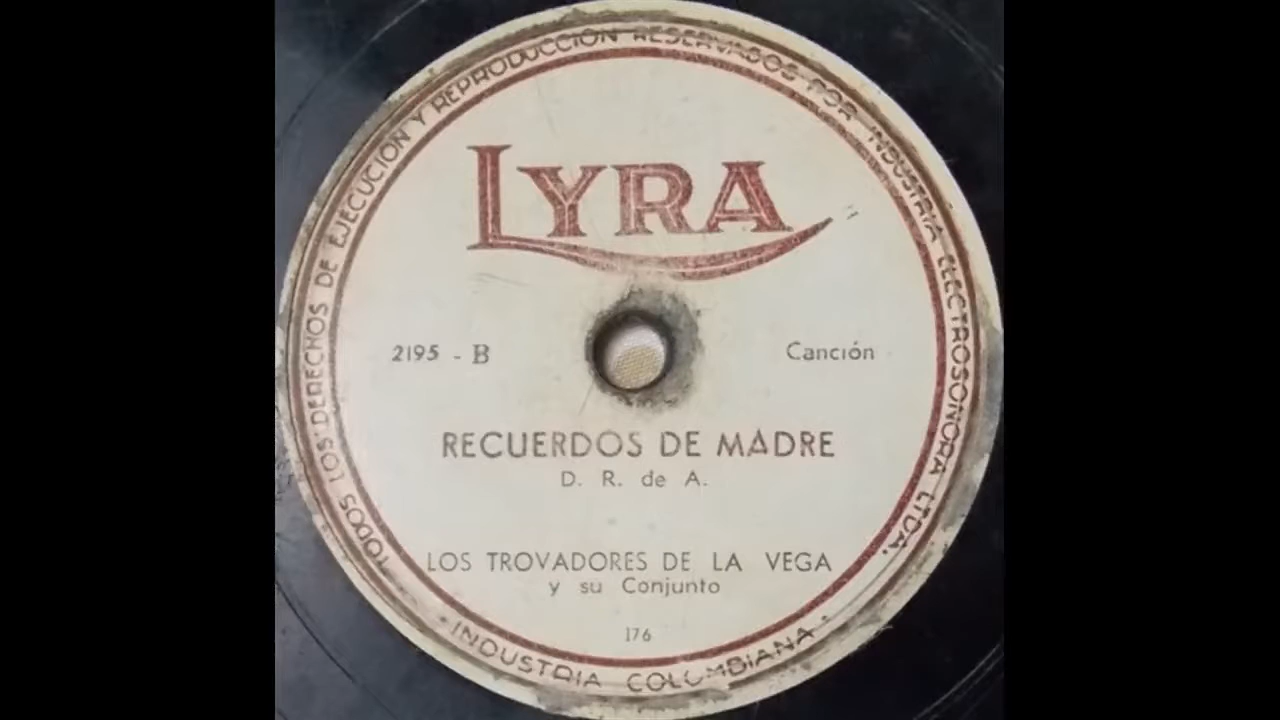 TODOS LOS DERECHOS DE EJECUCION Y REPRODUCCION RESERVADOS POR INDUSTRIA ELECTROSONORA LTDA.
LYRA
2195 - B
Canción
RECUERDOS DE MADRE
D. R. de A.
LOS TROVADORES DE LA VEGA
y su Conjunto
176
· INDUSTRIA COLOMBIANA ·